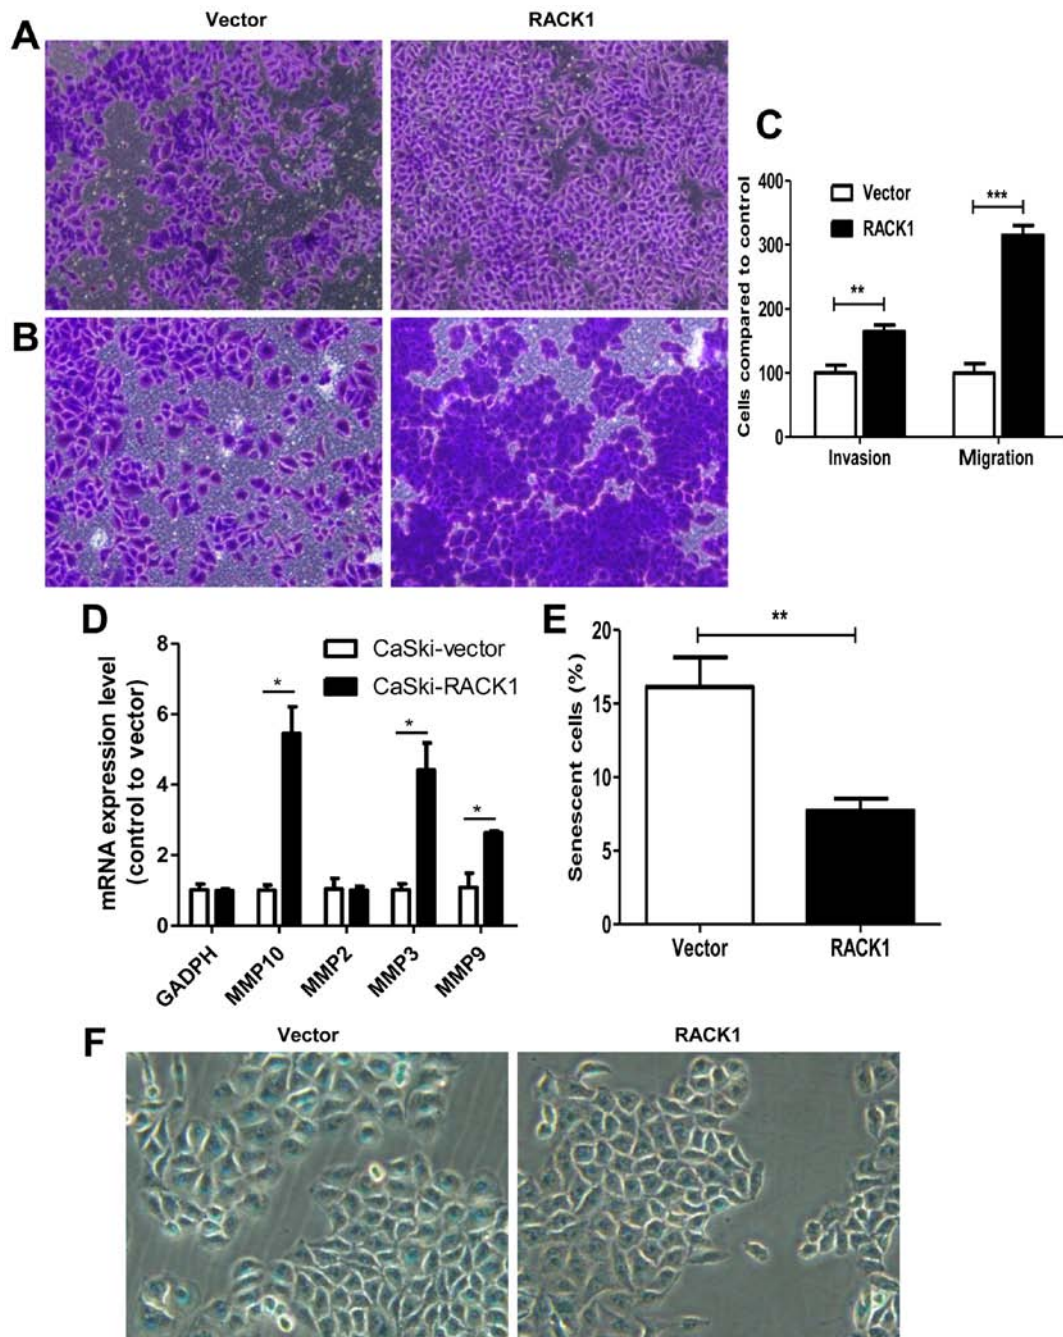 Vector RACK1
A
B
C
Cells compared to control
400
300
200
100
0
Vector
RACK1
**
***
Invasion Migration
D
mRNA expression level
(control to vector)
8
6
4
2
0
CaSki-vector
CaSki-RACK1
*
*
*
GADPH MMP10 MMP2 MMP3 MMP9
E
Senescent cells (%)
20
15
10
5
0
**
Vector RACK1
F
Vector RACK1